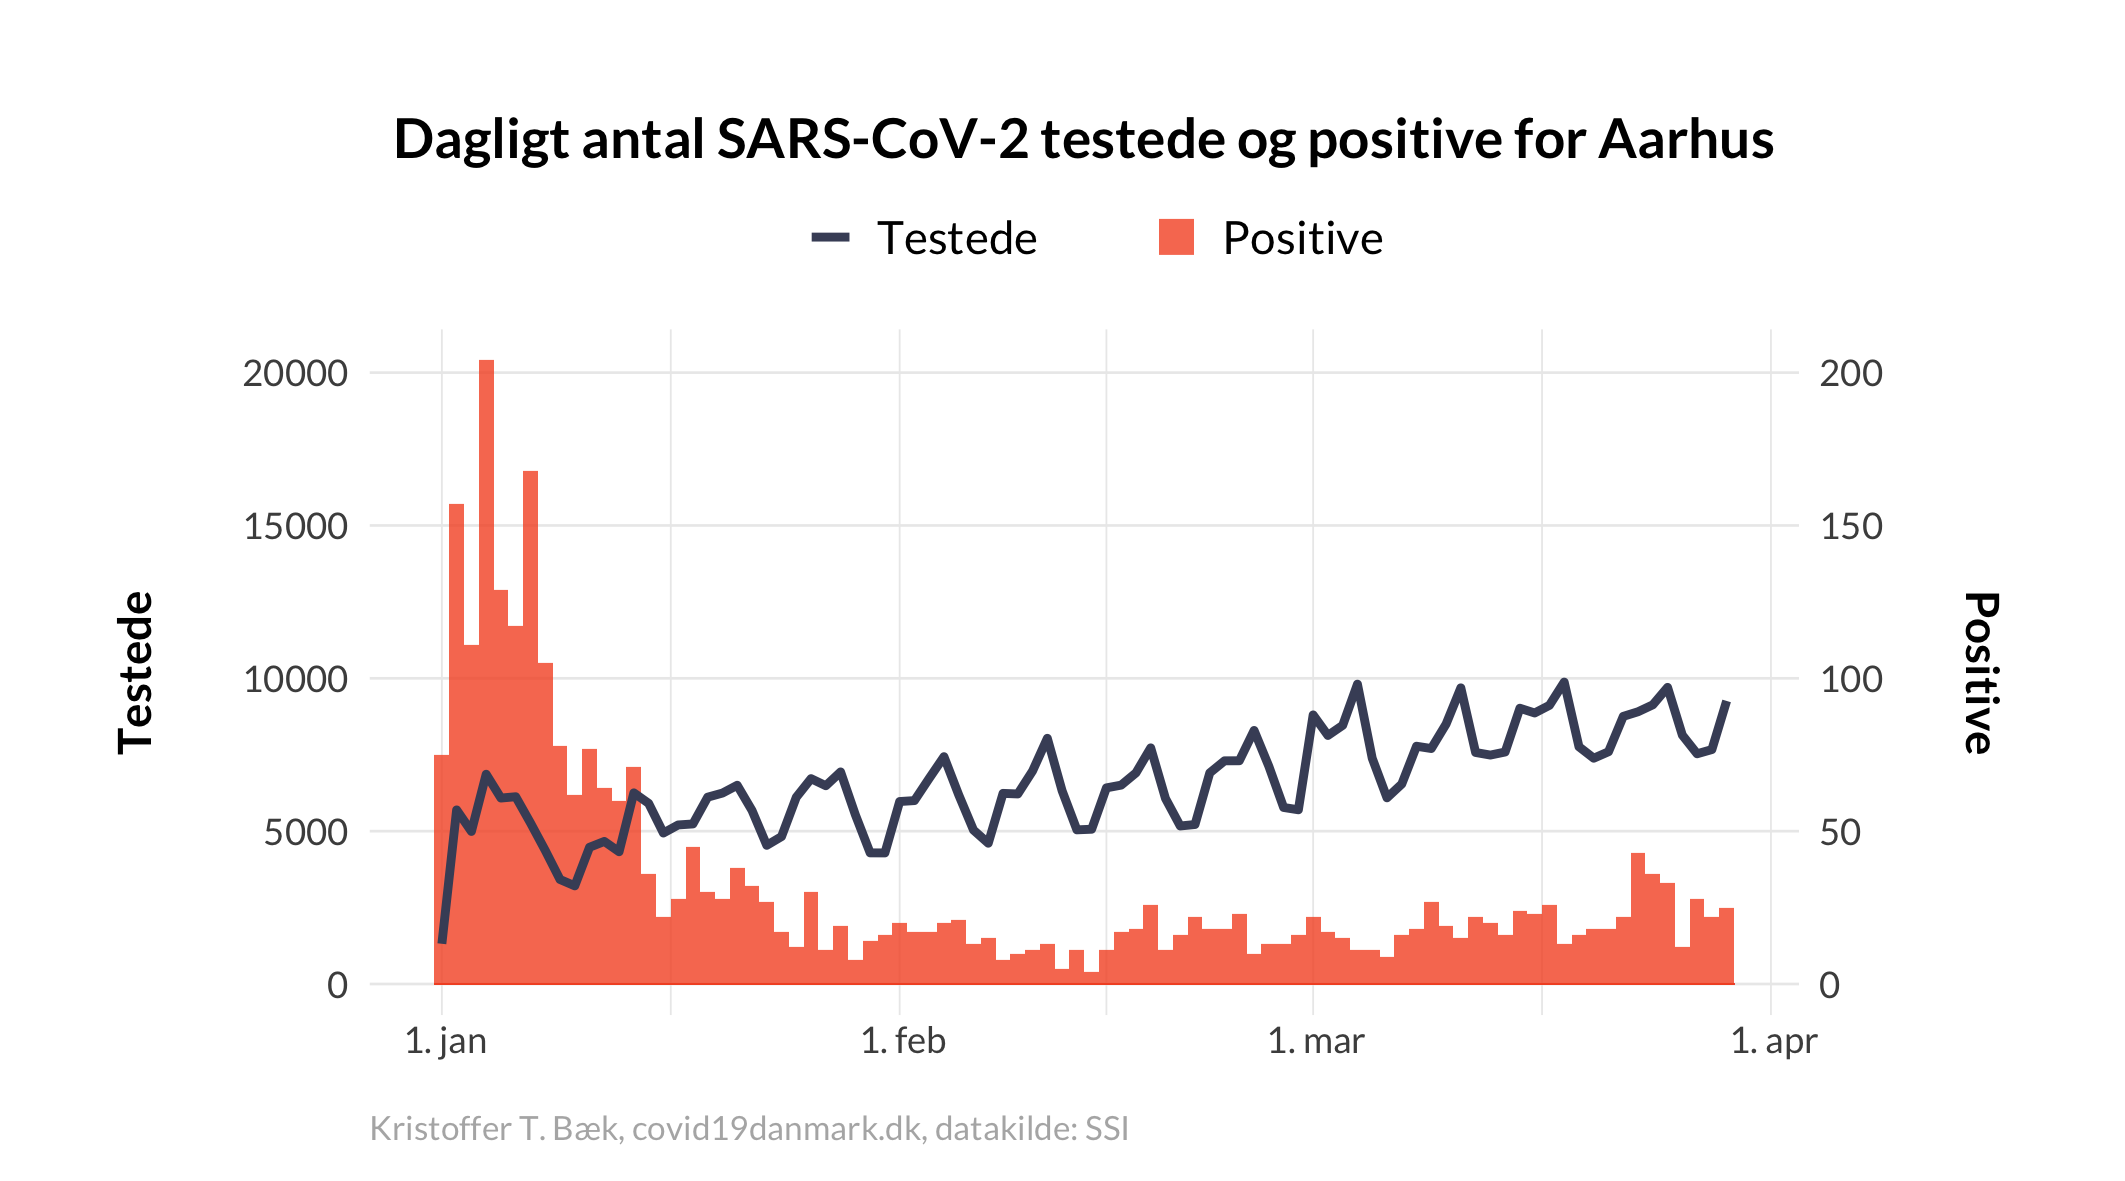 Dagligt antal SARS-CoV-2 testede og positive for Aarhus
Testede Positive
20000 200
15000 150
10000 100
5000 50
0 0
Testede
Positive
1. jan 1. feb 1. mar 1. apr
Kristoffer T. Bæk, covid19danmark.dk, datakilde: SSI